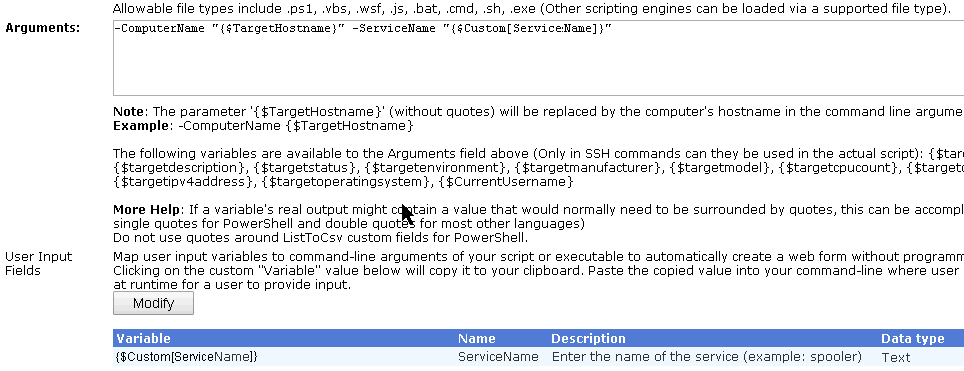 Allowable file types include .ps1, .vbs, .wsf, .js, .bat, .cmd, .sh, .exe (Other scripting engines can be loaded via a supported file type).
Arguments:
-ComputerName "{$TargetHostname}" -ServiceName "{$Custom[ServiceName]}"
Note: The parameter '{$TargetHostname}' (without quotes) will be replaced by the computer's hostname in the command line argume
Example: -ComputerName {$TargetHostname}
The following variables are available to the Arguments field above (Only in SSH commands can they be used in the actual script): {$tar
{$targetdescription}, {$targetstatus}, {$targetenvironment}, {$targetmanufacturer}, {$targetmodel}, {$targetcpucount}, {$target
{$targetipv4address}, {$targetoperatingsystem}, {$CurrentUsername}
More Help: If a variable's real output might contain a value that would normally need to be surrounded by quotes, this can be accompl
single quotes for PowerShell and double quotes for most other languages)
Do not use quotes around ListToCsv custom fields for PowerShell.
User Input
Fields
Map user input variables to command-line arguments of your script or executable to automatically create a web form without programm
Clicking on the custom "Variable" value below will copy it to your clipboard. Paste the copied value into your command-line where user
at runtime for a user to provide input.
Modify
Variable Name Description Data type
{$Custom[ServiceName]} ServiceName Enter the name of the service (example: spooler) Text